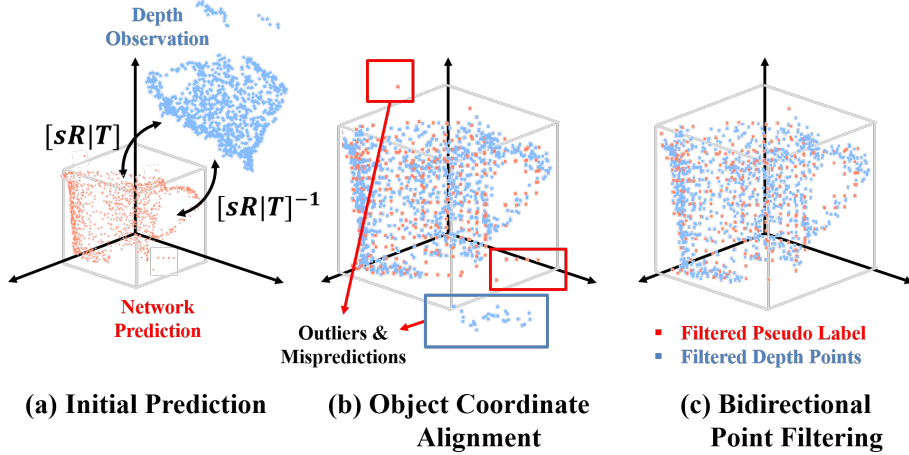 Depth
Observation
[sR|T]
[sR|T]⁻¹
Network
Prediction
Outliers &
Mispredictions
Filtered Pseudo Label
Filtered Depth Points
(a) Initial Prediction
(b) Object Coordinate
Alignment
(c) Bidirectional
Point Filtering